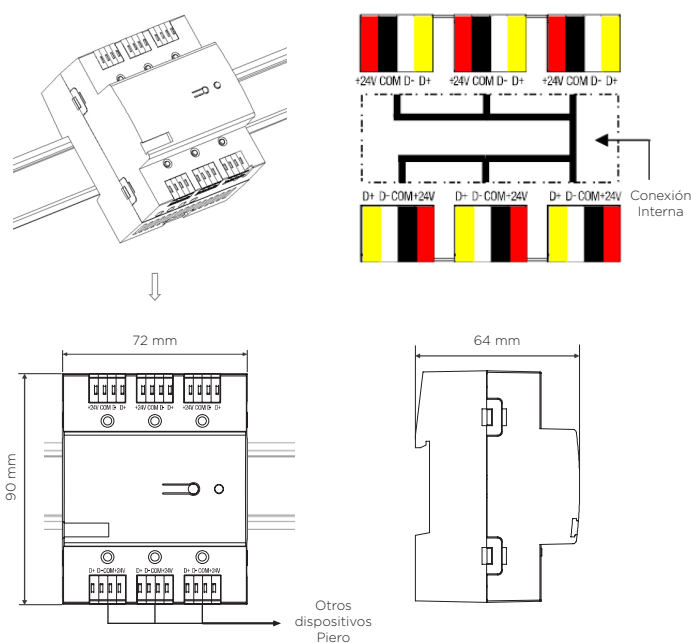 +24V COM D- D+ +24V COM D- D+ +24V COM D- D+
D+ D-COM+24V D+ D-COM+24V D+ D-COM+24V
Conexión
Interna
72 mm
64 mm
90 mm
+24V COM D- D+ +24V COM D- D+ +24V COM D- D+
D+ D-COM+24V D+ D-COM+24V D+ D-COM+24V
Otros
dispositivos
Piero